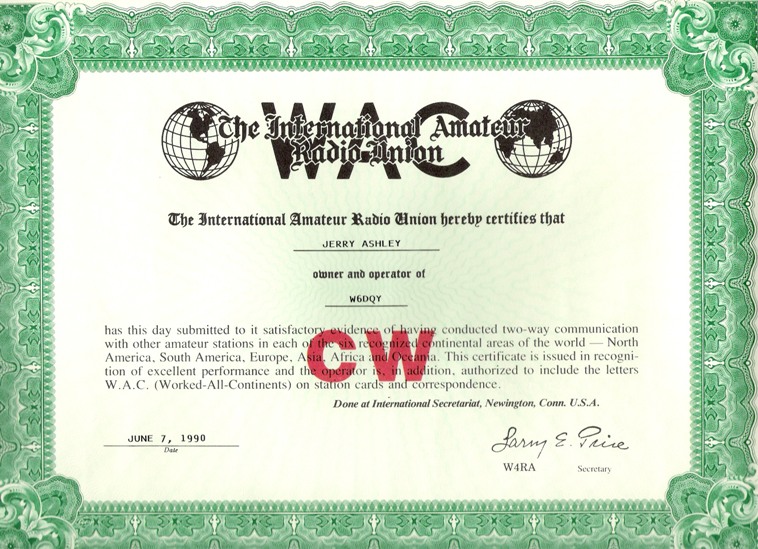 WAC
The International Amateur
Radio Union
The International Amateur Radio Union hereby certifies that
JERRY ASHLEY
owner and operator of
W6DQY
has this day submitted to it satisfactory evidence of having conducted two-way communication
with other amateur stations in each of the recognized continental areas of the world — North
America, South America, Europe, Asia, Africa and Oceania. This certificate is issued in recogni-
tion of excellent performance and the operator is, in addition, authorized to include the letters
W.A.C. (Worked-All-Continents) on station cards and correspondence.
CW
Done at International Secretariat, Newington, Conn. U.S.A.
JUNE 7, 1990
Date
Larry E. Price
W4RA Secretary